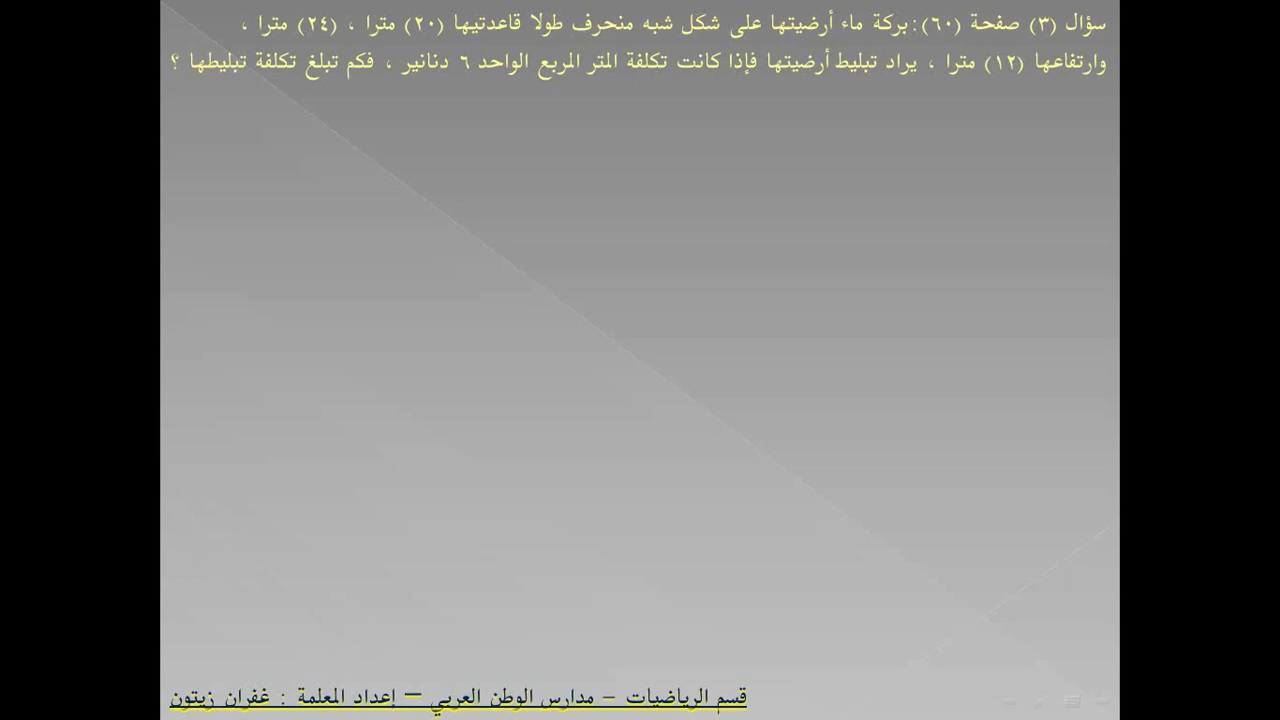 سؤال (٣) صفحة (٦٠): بركة ماء أرضيتها على شكل شبه منحرف طولا قاعدتيها (٢٠) مترا ، (٢٤) مترا ،
وارتفاعها (١٢) مترا ، يراد تبليط أرضيتها فإذا كانت تكلفة المتر المربع الواحد ٦ دنانير ، فكم تبلغ تكلفة تبليطها ؟
قسم الرياضيات – مدارس الوطن العربي – إعداد المعلمة : غفران زيتون